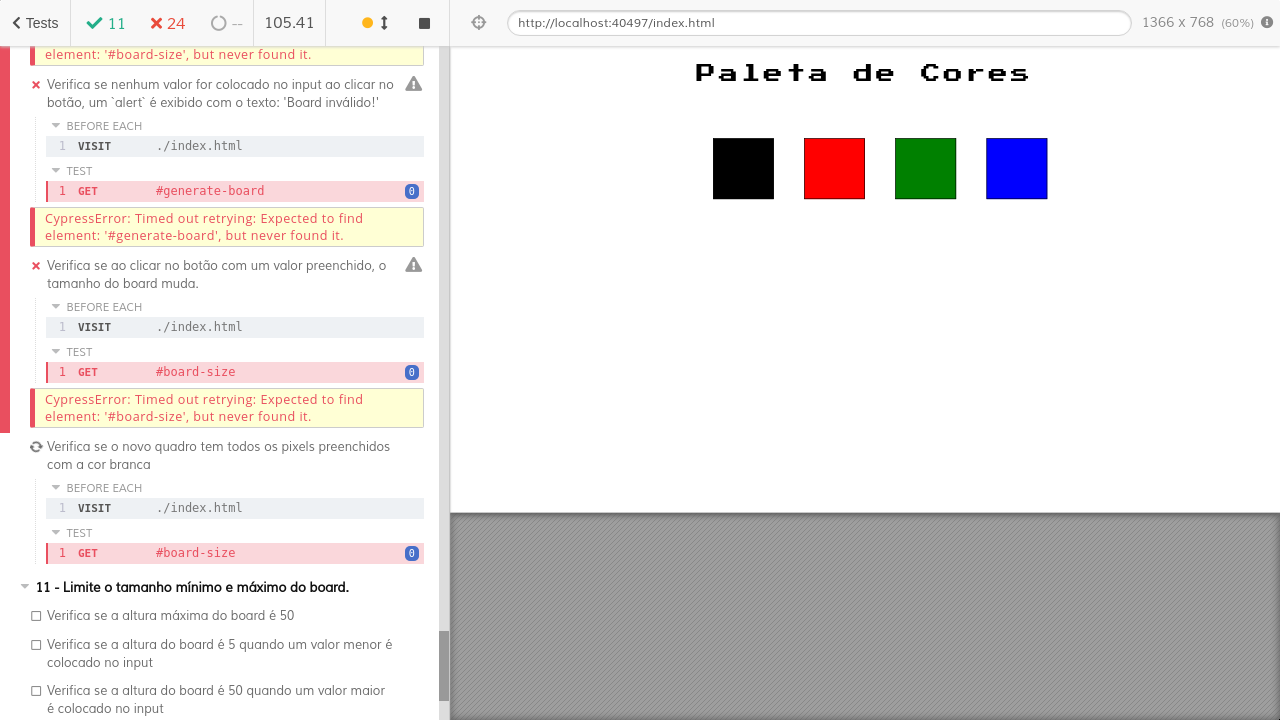 Tests 11 24 -- 105.41 http://localhost:40497/index.html 1366 x 768 (60%)
element: '#board-size', but never found it.
Verifica se nenhum valor for colocado no input ao clicar no
botão, um `alert` é exibido com o texto: 'Board inválido!'
BEFORE EACH
1 VISIT ./index.html
TEST
1 GET #generate-board 0
CypressError: Timed out retrying: Expected to find
element: '#generate-board', but never found it.
Verifica se ao clicar no botão com um valor preenchido, o
tamanho do board muda.
BEFORE EACH
1 VISIT ./index.html
TEST
1 GET #board-size 0
CypressError: Timed out retrying: Expected to find
element: '#board-size', but never found it.
Verifica se o novo quadro tem todos os pixels preenchidos
com a cor branca
BEFORE EACH
1 VISIT ./index.html
TEST
1 GET #board-size 0
11 - Limite o tamanho mínimo e máximo do board.
Verifica se a altura máxima do board é 50
Verifica se a altura do board é 5 quando um valor menor é
colocado no input
Verifica se a altura do board é 50 quando um valor maior
é colocado no input
Paleta de Cores